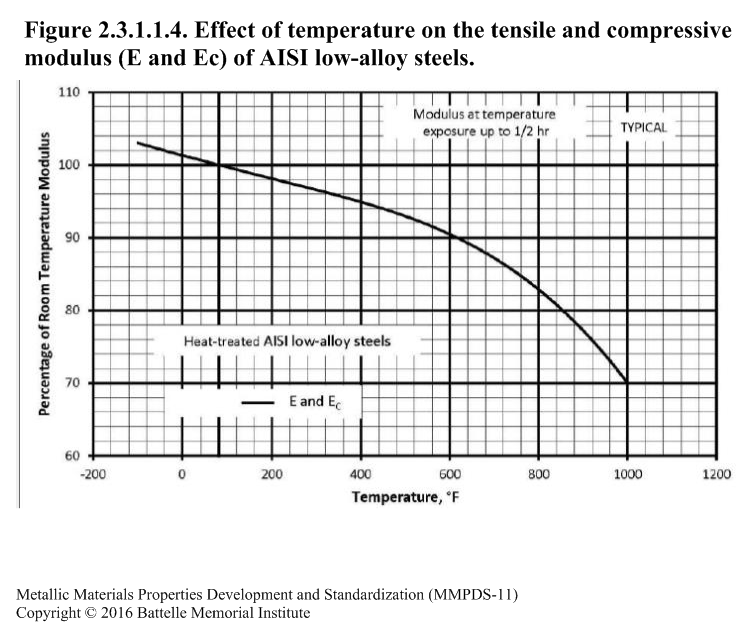 Figure 2.3.1.1.4. Effect of temperature on the tensile and compressive
modulus (E and Ec) of AISI low-alloy steels.
110
100
90
80
70
60
Percentage of Room Temperature Modulus
Modulus at temperature
exposure up to 1/2 hr
TYPICAL
Heat-treated AISI low-alloy steels
E and EC
-200
0
200
400
600
800
1000
1200
Temperature, °F
Metallic Materials Properties Development and Standardization (MMPDS-11)
Copyright © 2016 Battelle Memorial Institute